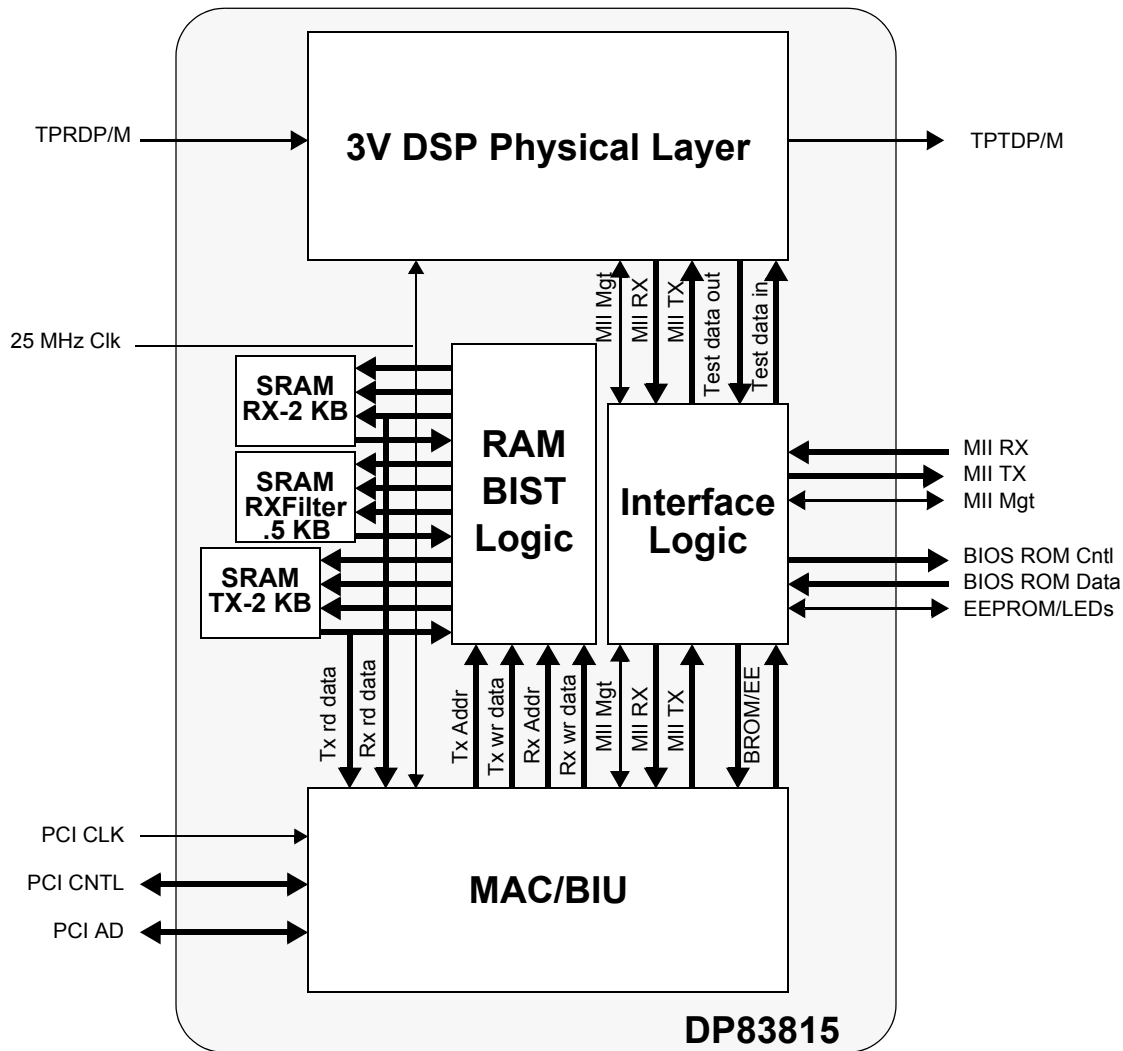 3V DSP Physical Layer
TPRDP/M
TPTDP/M
MII Mgt
MII RX
MII TX
Test data out
Test data in
25 MHz Clk
SRAM
RX-2 KB
SRAM
RXFilter
.5 KB
SRAM
TX-2 KB
RAM
BIST
Logic
Interface
Logic
MII RX
MII TX
MII Mgt
BIOS ROM Cntl
BIOS ROM Data
EEPROM/LEDs
Tx rd data
Rx rd data
Tx Addr
Tx wr data
Rx Addr
Rx wr data
MII Mgt
MII RX
MII TX
BROM/EE
PCI CLK
PCI CNTL
PCI AD
MAC/BIU
DP83815